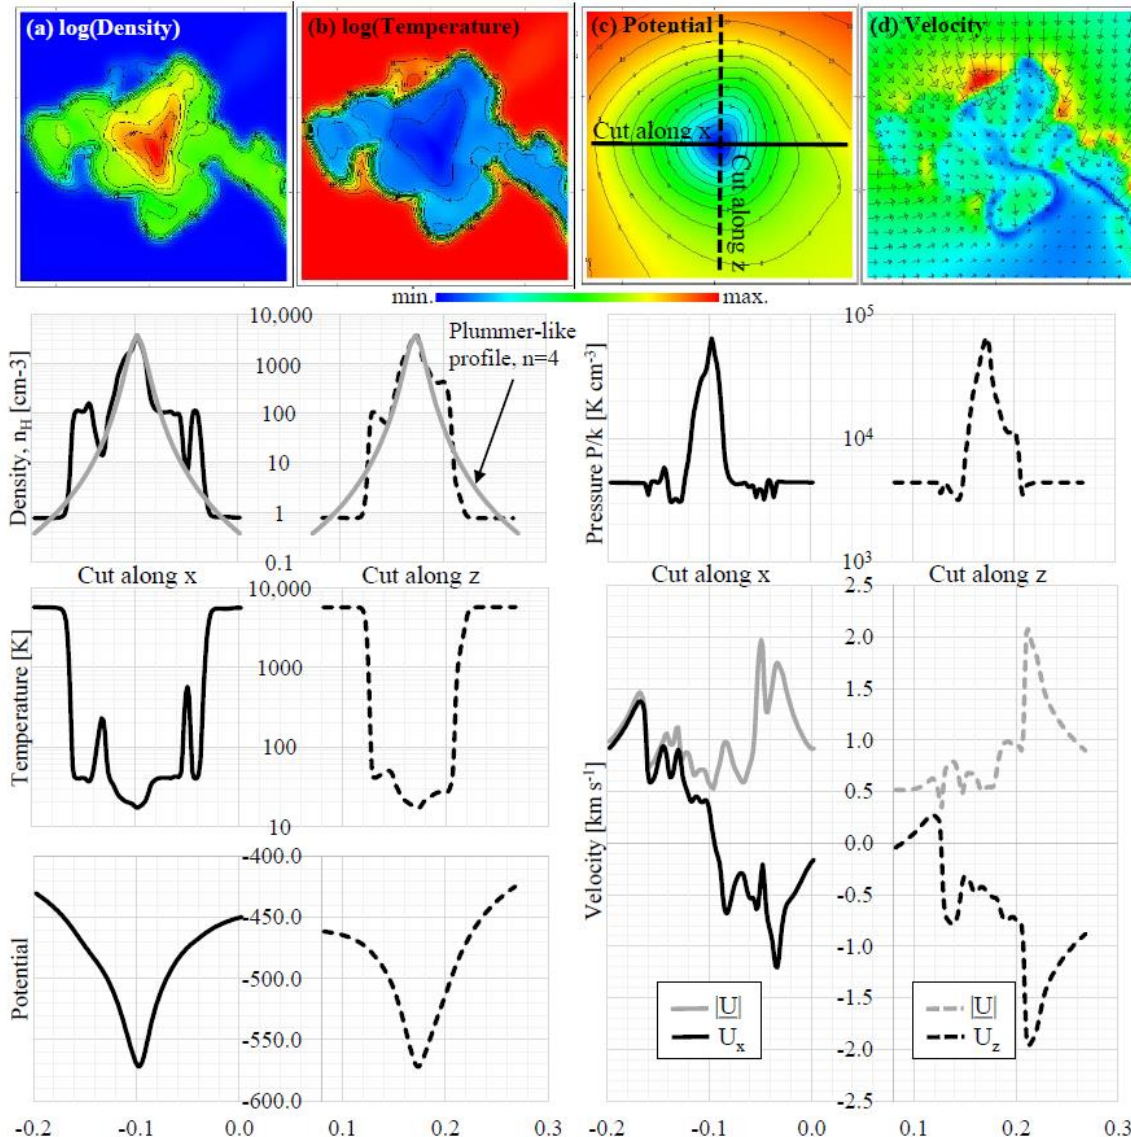 (a) log(Density)
(b) log(Temperature)
(c) Potential
(d) Velocity
Cut along x
Cut along z
min.
max.
10,000
1000
100
10
1
0.1
Density, n_H [cm-3]
Plummer-like
profile, n=4
10^5
10^4
10^3
Pressure P/k [K cm^-3]
Cut along x
Cut along z
Cut along x
Cut along z
10,000
1000
100
10
Temperature [K]
2.5
2.0
1.5
1.0
0.5
0.0
-0.5
-1.0
-1.5
-2.0
-2.5
Velocity [km s^-1]
-400.0
-450.0
-500.0
-550.0
-600.0
Potential
|U|
U_x
|U|
U_z
-0.2
-0.1
0.0
0.1
0.2
0.3
-0.2
-0.1
0.0
0.1
0.2
0.3